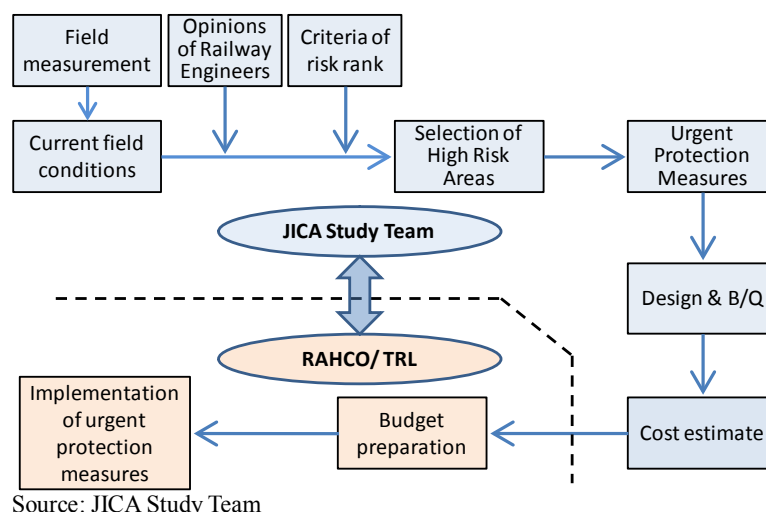 Field
measurement
Opinions
of Railway
Engineers
Criteria of
risk rank
Current field
conditions
Selection of
High Risk
Areas
Urgent
Protection
Measures
JICA Study Team
Design & B/Q
RAHCO/ TRL
Implementation
of urgent
protection
measures
Budget
preparation
Cost estimate
Source: JICA Study Team